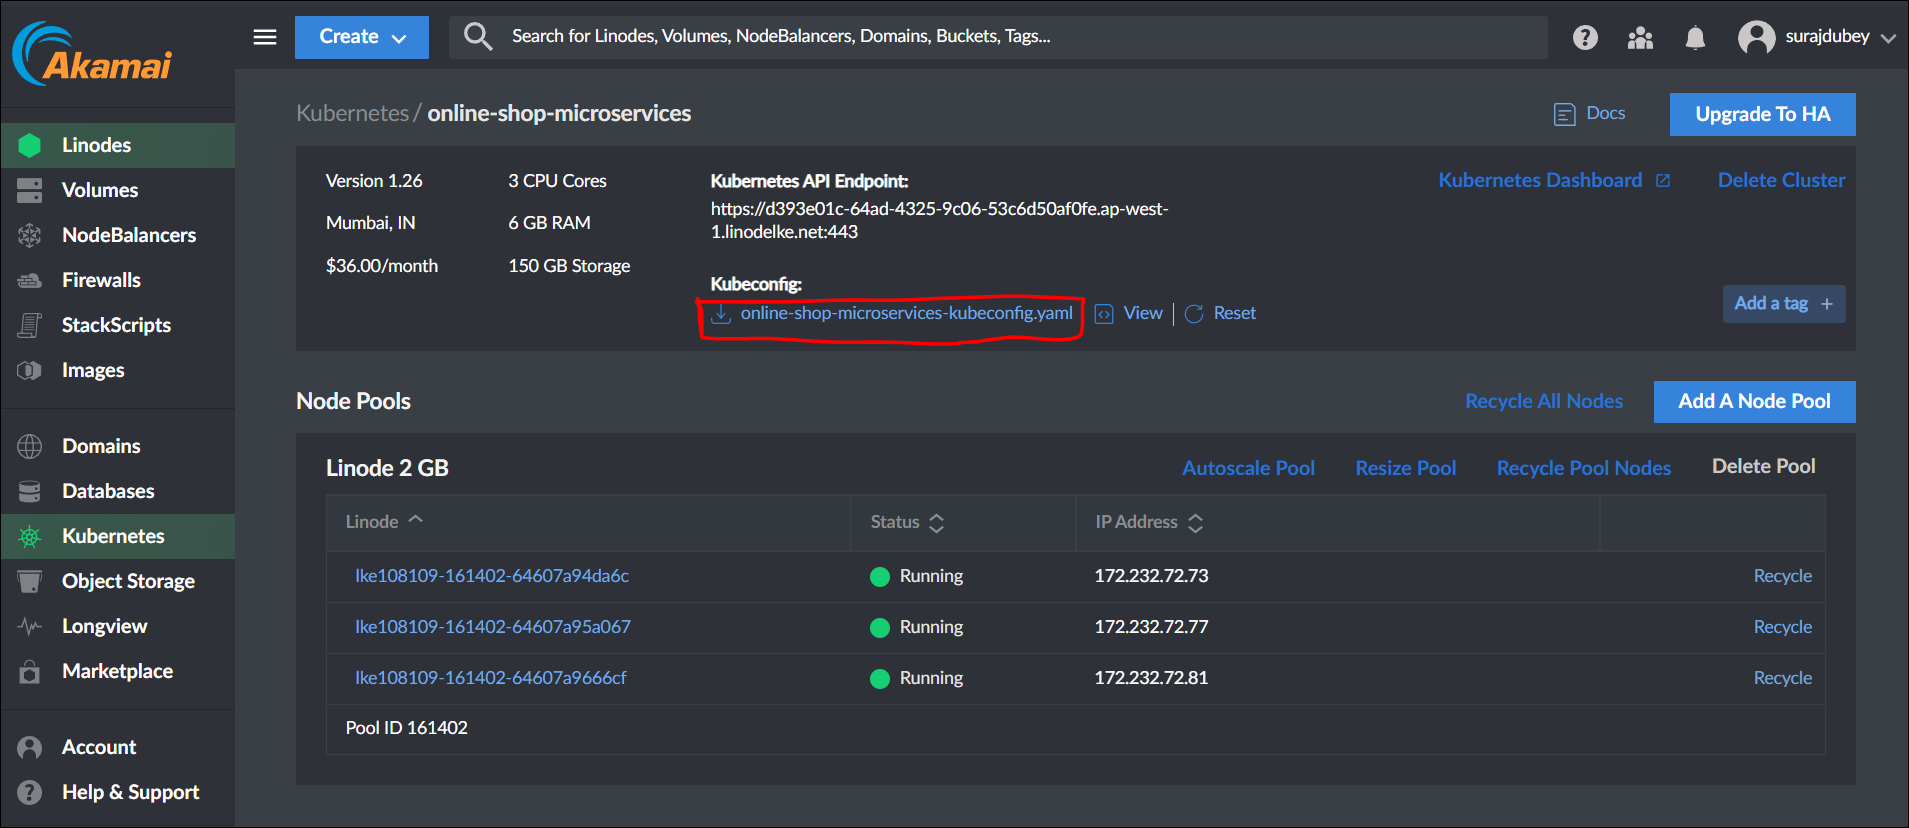 Akamai
Create
Search for Linodes, Volumes, NodeBalancers, Domains, Buckets, Tags...
surajdubey
Linodes
Volumes
NodeBalancers
Firewalls
StackScripts
Images
Domains
Databases
Kubernetes
Object Storage
Longview
Marketplace
Account
Help & Support
Kubernetes / online-shop-microservices
Docs
Upgrade To HA
Version 1.26
Mumbai, IN
$36.00/month
3 CPU Cores
6 GB RAM
150 GB Storage
Kubernetes API Endpoint:
https://d393e01c-64ad-4325-9c06-53c6d50af0fe.ap-west-
1.linodelke.net:443
Kubeconfig:
online-shop-microservices-kubeconfig.yaml View | Reset
Kubernetes Dashboard
Delete Cluster
Add a tag +
Node Pools
Recycle All Nodes
Add A Node Pool
Linode 2 GB
Autoscale Pool Resize Pool Recycle Pool Nodes Delete Pool
Linode Status IP Address
lke108109-161402-64607a94da6c Running 172.232.72.73 Recycle
lke108109-161402-64607a95a067 Running 172.232.72.77 Recycle
lke108109-161402-64607a9666cf Running 172.232.72.81 Recycle
Pool ID 161402